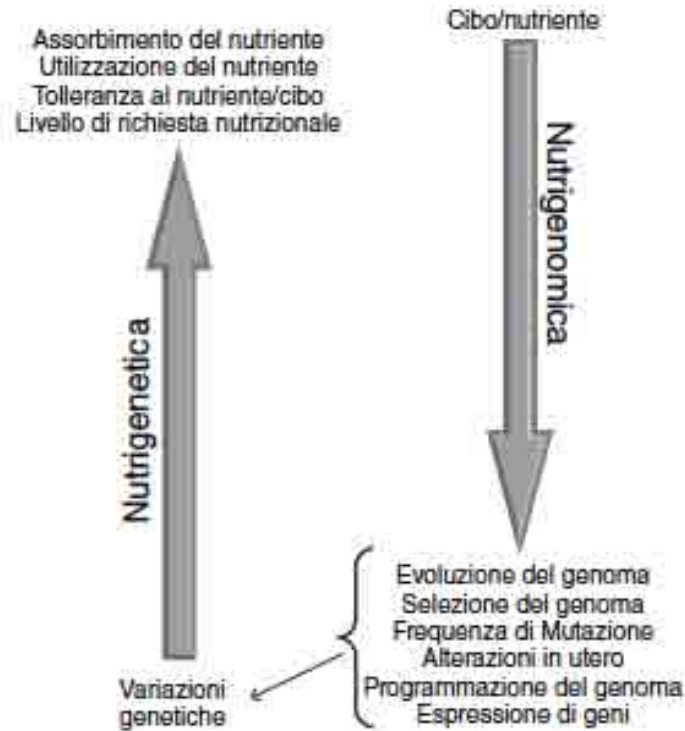 Assorbimento del nutriente
Utilizzazione del nutriente
Tolleranza al nutriente/cibo
Livello di richiesta nutrizionale
Nutrigenetica
Variazioni
genetiche
Cibo/nutriente
Nutrigenomica
Evoluzione del genoma
Selezione del genoma
Frequenza di Mutazione
Alterazioni in utero
Programmazione del genoma
Espressione di geni